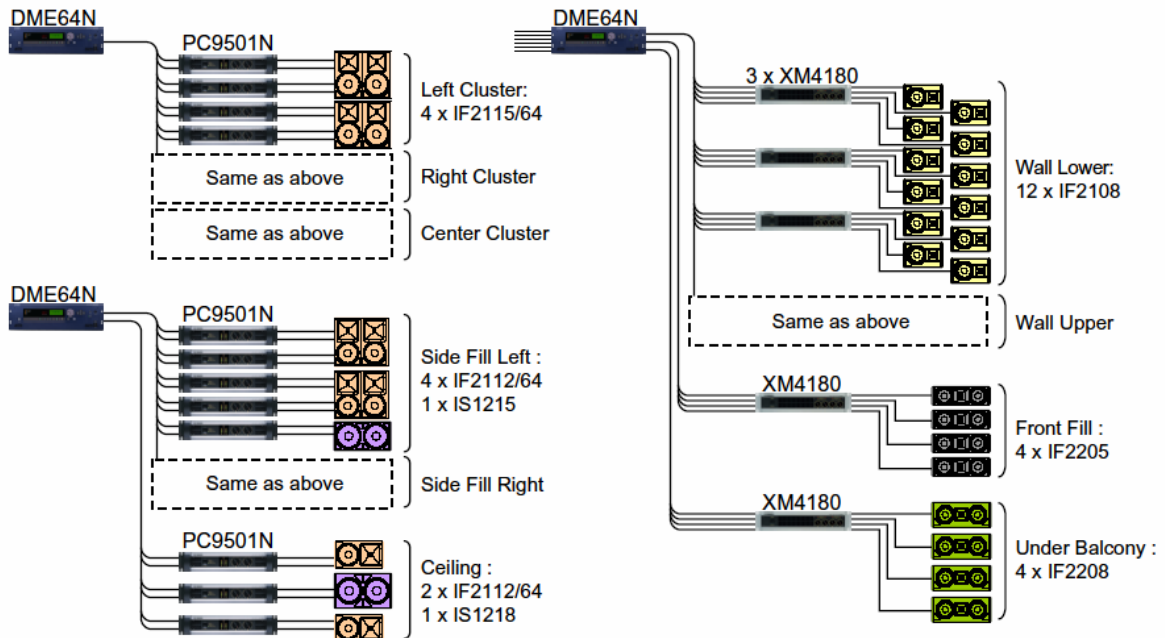 DME64N
PC9501N
Left Cluster:
4 x IF2115/64
Same as above
Right Cluster
Same as above
Center Cluster
DME64N
PC9501N
Side Fill Left :
4 x IF2112/64
1 x IS1215
Same as above
Side Fill Right
PC9501N
Ceiling :
2 x IF2112/64
1 x IS1218
DME64N
3 x XM4180
Wall Lower:
12 x IF2108
Same as above
Wall Upper
XM4180
Front Fill :
4 x IF2205
XM4180
Under Balcony :
4 x IF2208